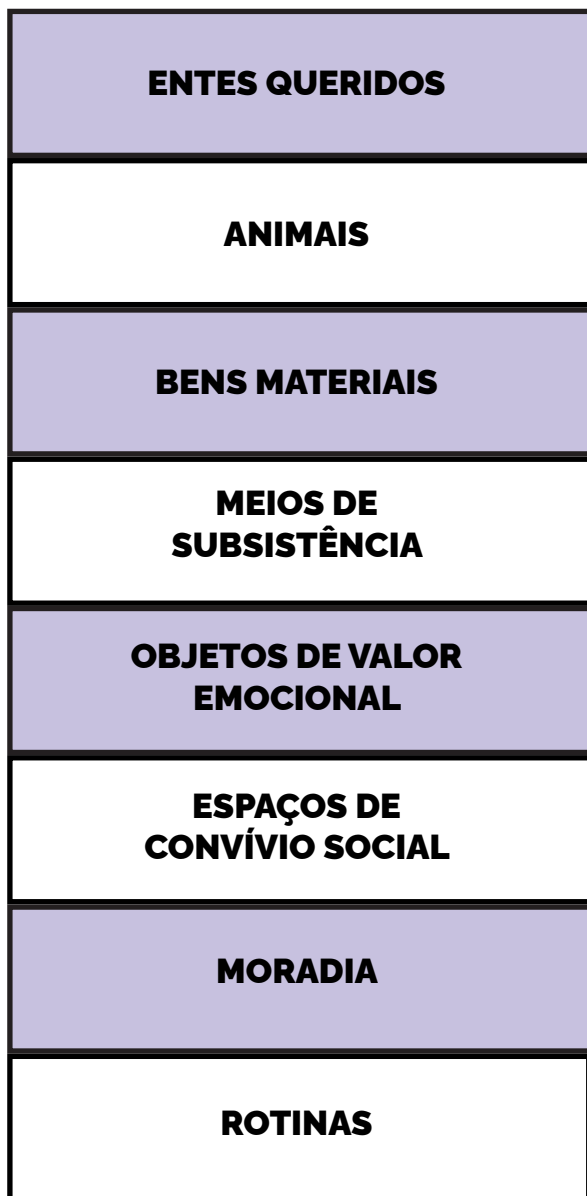 ENTES QUERIDOS
ANIMAIS
BENS MATERIAIS
MEIOS DE
SUBSISTÊNCIA
OBJETOS DE VALOR
EMOCIONAL
ESPAÇOS DE
CONVÍVIO SOCIAL
MORADIA
ROTINAS